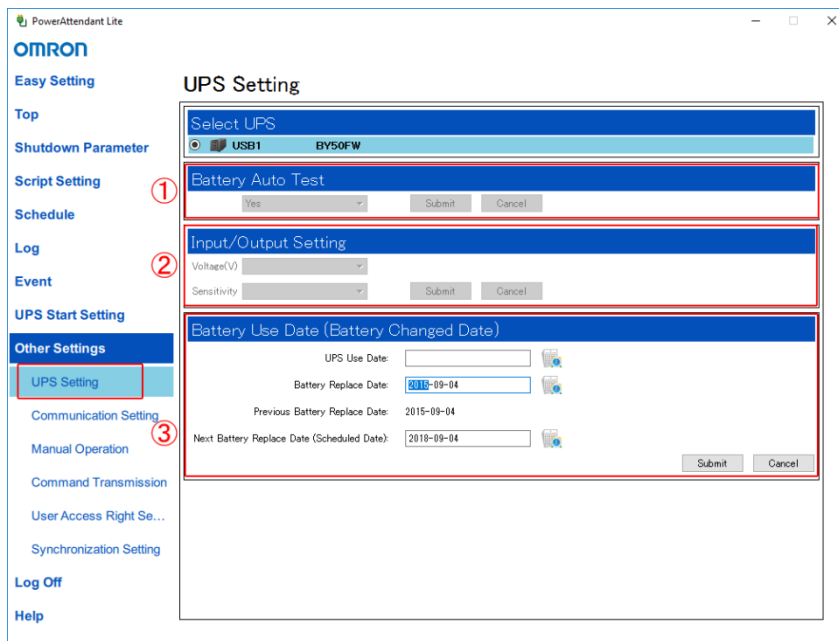 PowerAttendant Lite
OMRON
Easy Setting
Top
Shutdown Parameter
Script Setting
Schedule
Log
Event
UPS Start Setting
Other Settings
UPS Setting
Communication Setting
Manual Operation
Command Transmission
User Access Right Se...
Synchronization Setting
Log Off
Help
UPS Setting
Select UPS
USB1 BY50FW
① Battery Auto Test
Yes Submit Cancel
② Input/Output Setting
Voltage(V)
Sensitivity Submit Cancel
③ Battery Use Date (Battery Changed Date)
UPS Use Date:
Battery Replace Date: 2015-09-04
Previous Battery Replace Date: 2015-09-04
Next Battery Replace Date (Scheduled Date): 2018-09-04
Submit Cancel